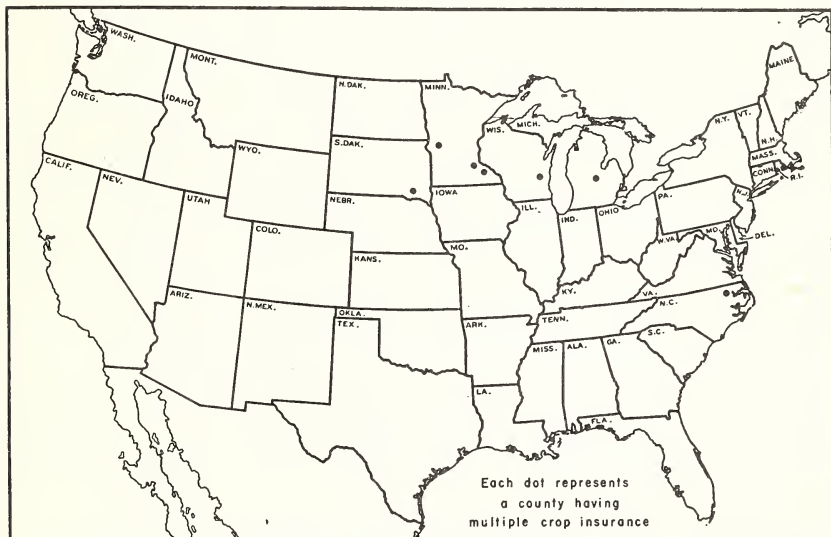 WASH.
MONT.
N.DAK.
MINN.
MAINE
OREG.
IDAHO
WIS.
MICH.
N.Y.
VT.
N.H.
S.DAK.
WYO.
MASS.
CONN.
R.I.
CALIF.
NEV.
UTAH
NEBR.
IOWA
ILL.
IND.
OHIO
PA.
N.J.
COLO.
MO.
W.VA.
MD.
DEL.
KANS.
KY.
VA.
ARIZ.
N.MEX.
OKLA.
TEX.
ARK.
TENN.
N.C.
S.C.
MISS.
ALA.
GA.
LA.
FLA.
Each dot represents
a county having
multiple crop insurance